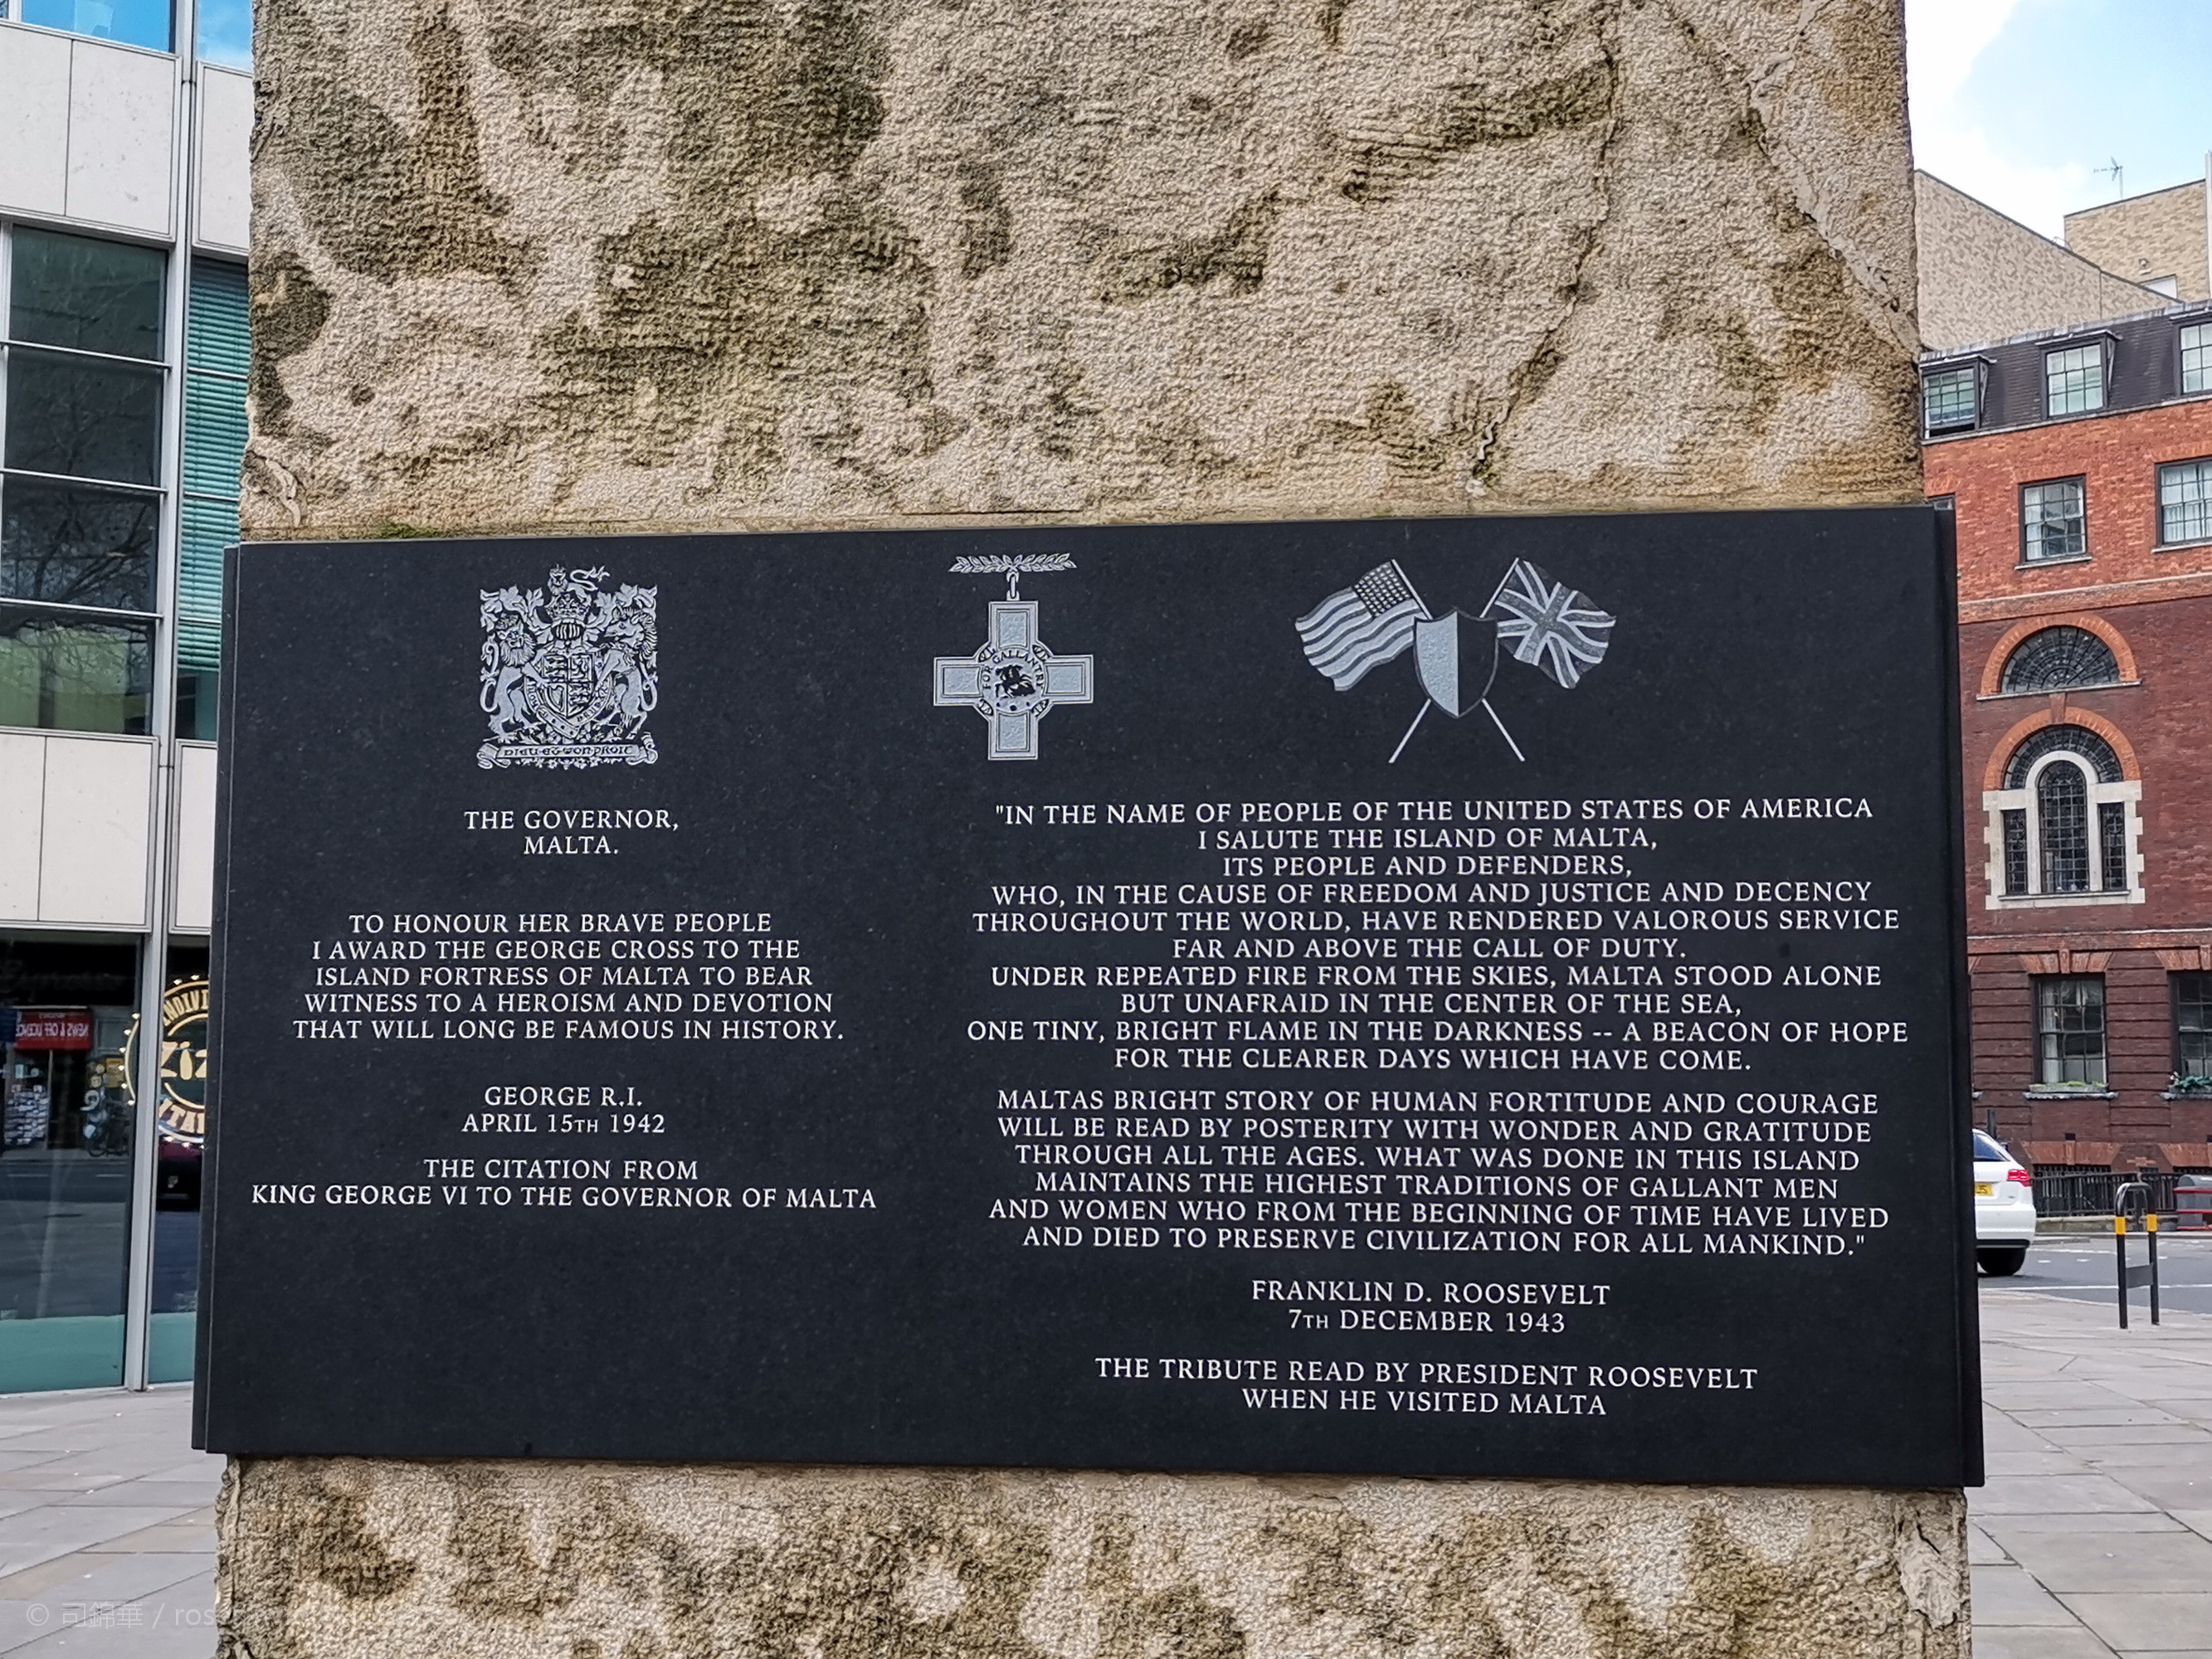 DIEU ET MON DROIT
FOR GALLANTRY
THE GOVERNOR,
MALTA.
TO HONOUR HER BRAVE PEOPLE
I AWARD THE GEORGE CROSS TO THE
ISLAND FORTRESS OF MALTA TO BEAR
WITNESS TO A HEROISM AND DEVOTION
THAT WILL LONG BE FAMOUS IN HISTORY.
GEORGE R.I.
APRIL 15TH 1942
THE CITATION FROM
KING GEORGE VI TO THE GOVERNOR OF MALTA
"IN THE NAME OF PEOPLE OF THE UNITED STATES OF AMERICA
I SALUTE THE ISLAND OF MALTA,
ITS PEOPLE AND DEFENDERS,
WHO, IN THE CAUSE OF FREEDOM AND JUSTICE AND DECENCY
THROUGHOUT THE WORLD, HAVE RENDERED VALOROUS SERVICE
FAR AND ABOVE THE CALL OF DUTY.
UNDER REPEATED FIRE FROM THE SKIES, MALTA STOOD ALONE
BUT UNAFRAID IN THE CENTER OF THE SEA,
ONE TINY, BRIGHT FLAME IN THE DARKNESS -- A BEACON OF HOPE
FOR THE CLEARER DAYS WHICH HAVE COME.
MALTAS BRIGHT STORY OF HUMAN FORTITUDE AND COURAGE
WILL BE READ BY POSTERITY WITH WONDER AND GRATITUDE
THROUGH ALL THE AGES. WHAT WAS DONE IN THIS ISLAND
MAINTAINS THE HIGHEST TRADITIONS OF GALLANT MEN
AND WOMEN WHO FROM THE BEGINNING OF TIME HAVE LIVED
AND DIED TO PRESERVE CIVILIZATION FOR ALL MANKIND."
FRANKLIN D. ROOSEVELT
7TH DECEMBER 1943
THE TRIBUTE READ BY PRESIDENT ROOSEVELT
WHEN HE VISITED MALTA
NEWS & OFF LICENCE
© 司錦華 /